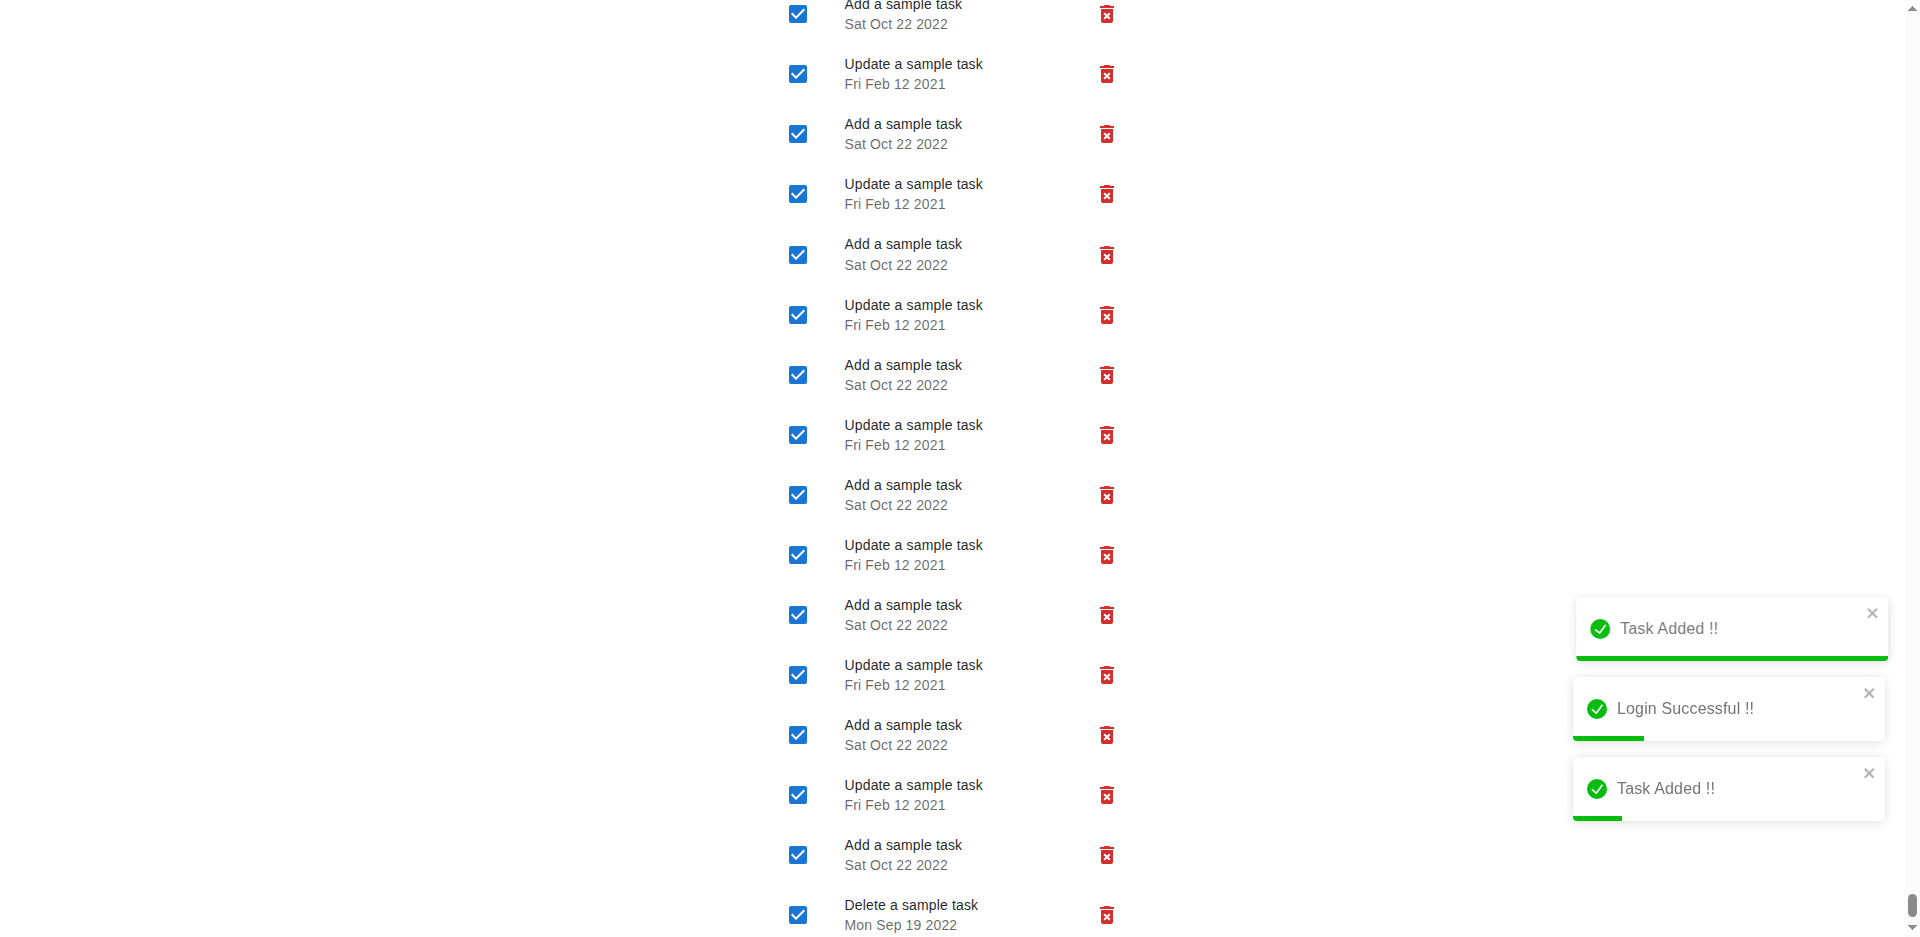 Add a sample task
Sat Oct 22 2022
Update a sample task
Fri Feb 12 2021
Add a sample task
Sat Oct 22 2022
Update a sample task
Fri Feb 12 2021
Add a sample task
Sat Oct 22 2022
Update a sample task
Fri Feb 12 2021
Add a sample task
Sat Oct 22 2022
Update a sample task
Fri Feb 12 2021
Add a sample task
Sat Oct 22 2022
Update a sample task
Fri Feb 12 2021
Add a sample task
Sat Oct 22 2022
Update a sample task
Fri Feb 12 2021
Add a sample task
Sat Oct 22 2022
Update a sample task
Fri Feb 12 2021
Add a sample task
Sat Oct 22 2022
Delete a sample task
Mon Sep 19 2022
Task Added !!
Login Successful !!
Task Added !!